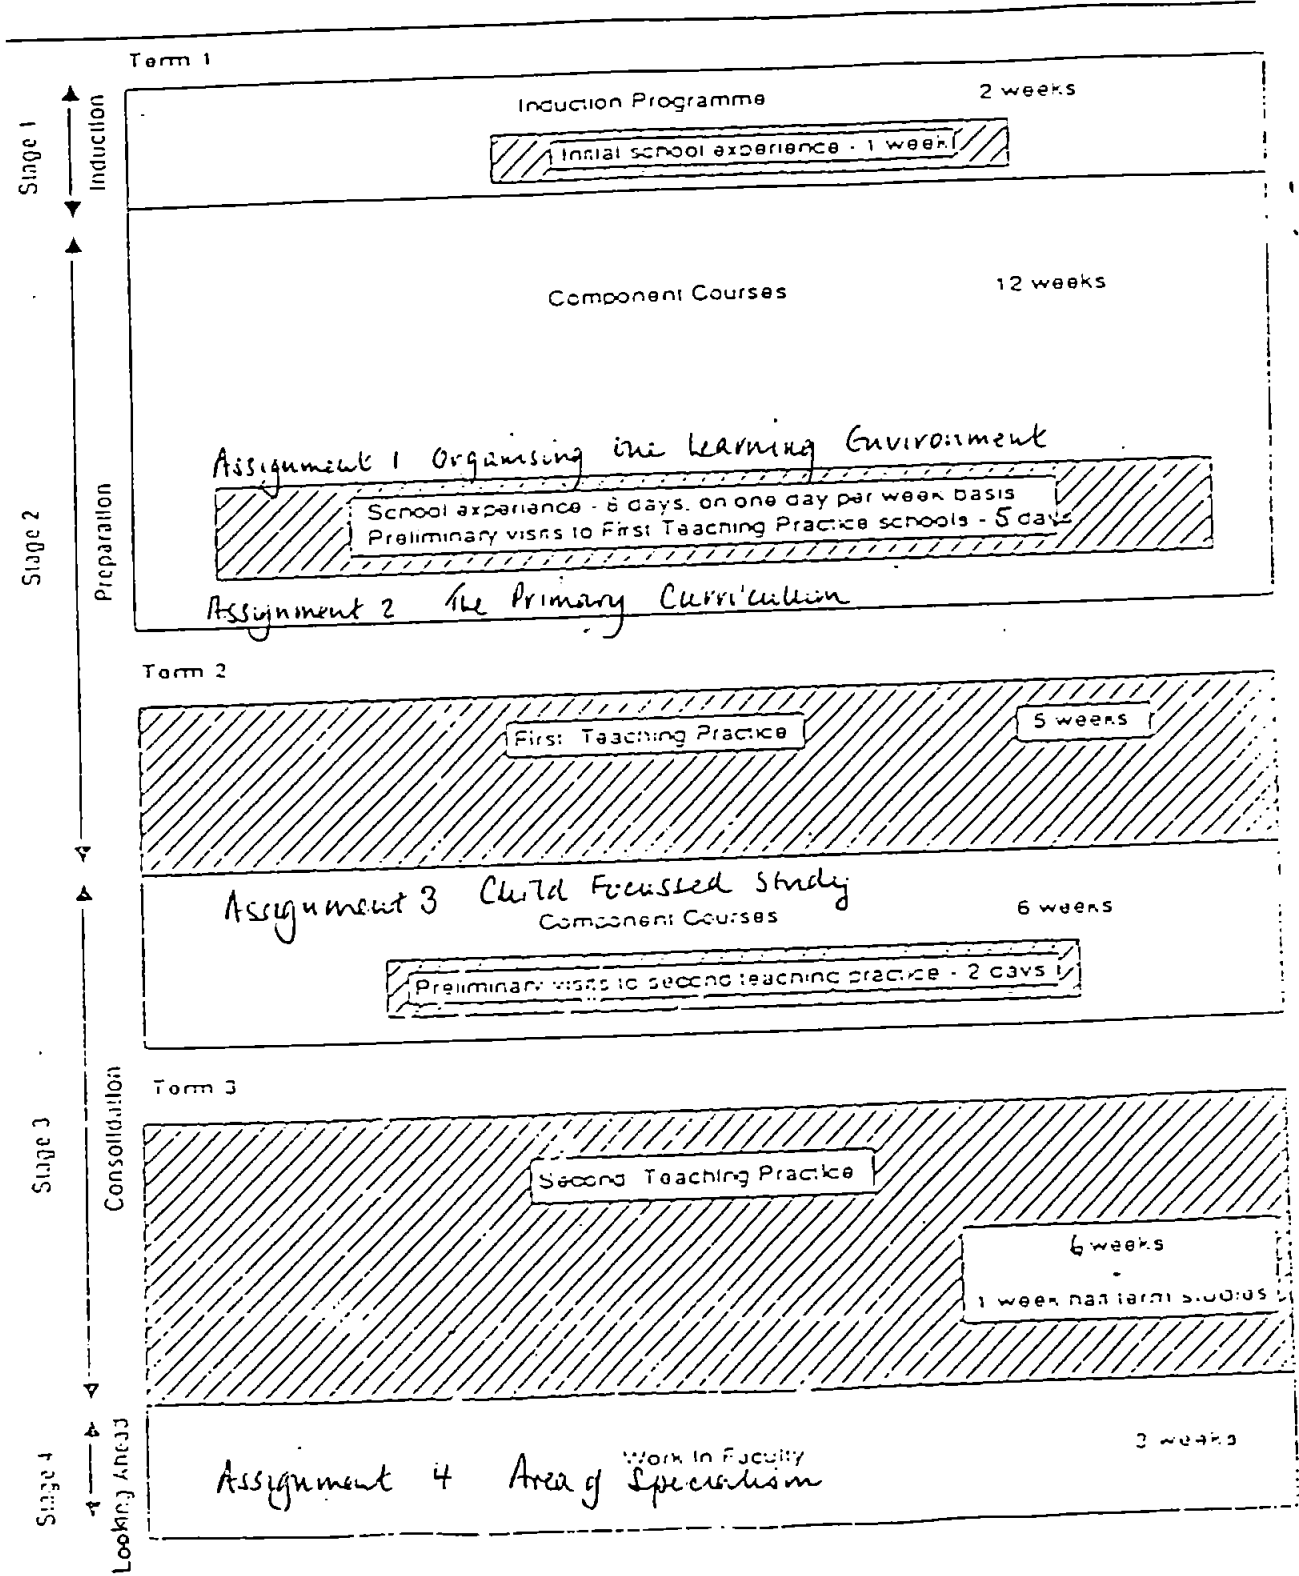 Term 1
Stage 1
Induction
Induction Programme 2 weeks
Initial school experience - 1 week
Stage 2
Preparation
Component Courses 12 weeks
Assignment 1 Organising the Learning Environment
School experience - 6 days, on one day per week basis
Preliminary visits to First Teaching Practice schools - 5 days
Assignment 2 The Primary Curriculum
Term 2
First Teaching Practice 5 weeks
Assignment 3 Child Focussed Study
Component Courses 6 weeks
Preliminary visits to second teaching practice - 2 days
Stage 3
Consolidation
Term 3
Second Teaching Practice
6 weeks
1 week half term
Stage 4
Looking Ahead
Work in Faculty 3 weeks
Assignment 4 Area of Specialism